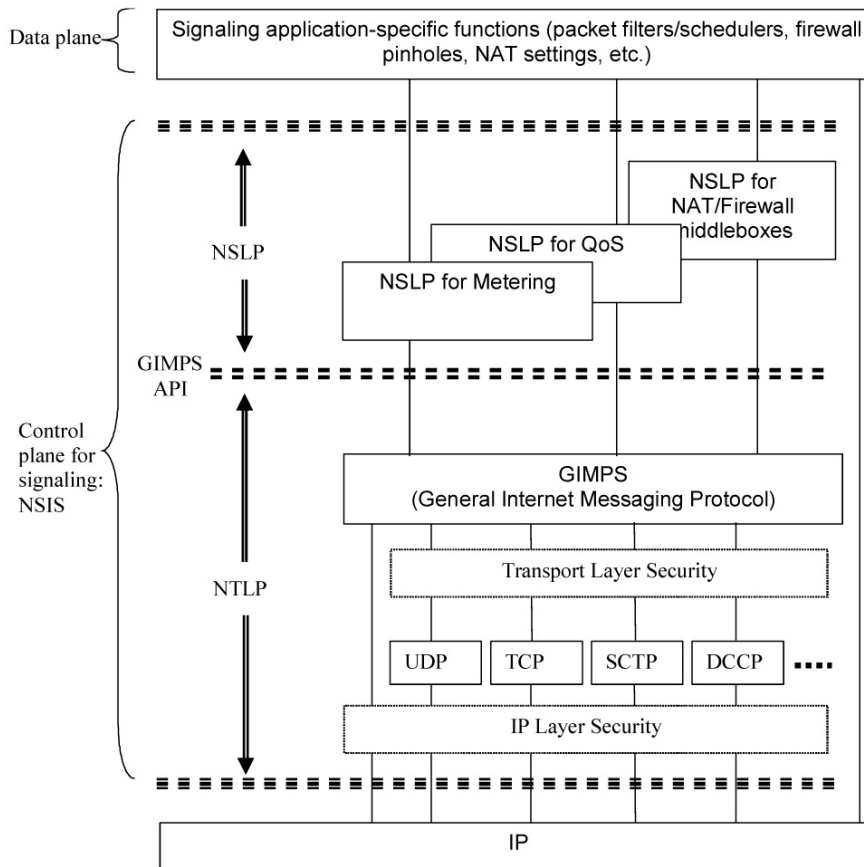 Data plane
Signaling application-specific functions (packet filters/schedulers, firewall
pinholes, NAT settings, etc.)
NSLP for
NAT/Firewall
middleboxes
NSLP for QoS
NSLP
NSLP for Metering
GIMPS
API
Control
plane for
signaling:
NSIS
GIMPS
(General Internet Messaging Protocol)
Transport Layer Security
NTLP
UDP
TCP
SCTP
DCCP
IP Layer Security
IP